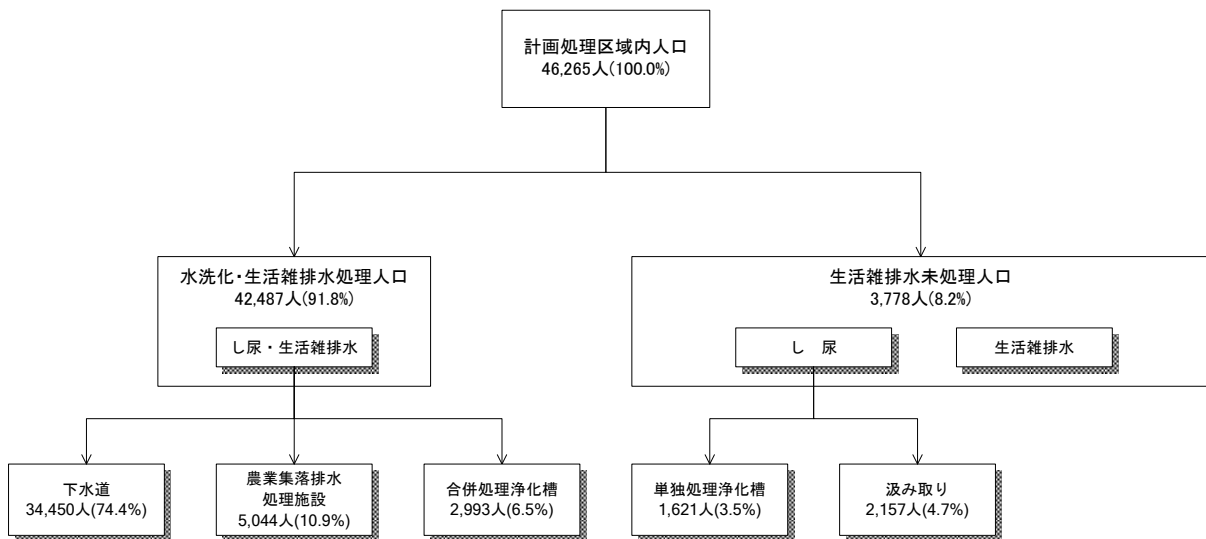 計画処理区域内人口
46,265人(100.0%)
水洗化・生活雑排水処理人口
42,487人(91.8%)
し尿・生活雑排水
生活雑排水未処理人口
3,778人(8.2%)
し　尿
生活雑排水
下水道
34,450人(74.4%)
農業集落排水
処理施設
5,044人(10.9%)
合併処理浄化槽
2,993人(6.5%)
単独処理浄化槽
1,621人(3.5%)
汲み取り
2,157人(4.7%)